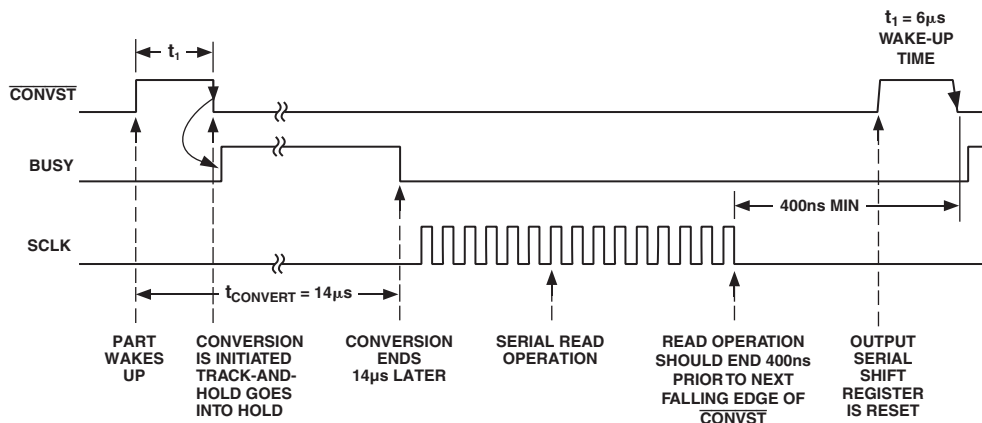 t1 = 6μs
WAKE-UP
TIME
t1
CONVST
BUSY
400ns MIN
SCLK
tCONVERT = 14μs
PART
WAKES
UP
CONVERSION
IS INITIATED
TRACK-AND-
HOLD GOES
INTO HOLD
CONVERSION
ENDS
14μs LATER
SERIAL READ
OPERATION
READ OPERATION
SHOULD END 400ns
PRIOR TO NEXT
FALLING EDGE OF
CONVST
OUTPUT
SERIAL
SHIFT
REGISTER
IS RESET